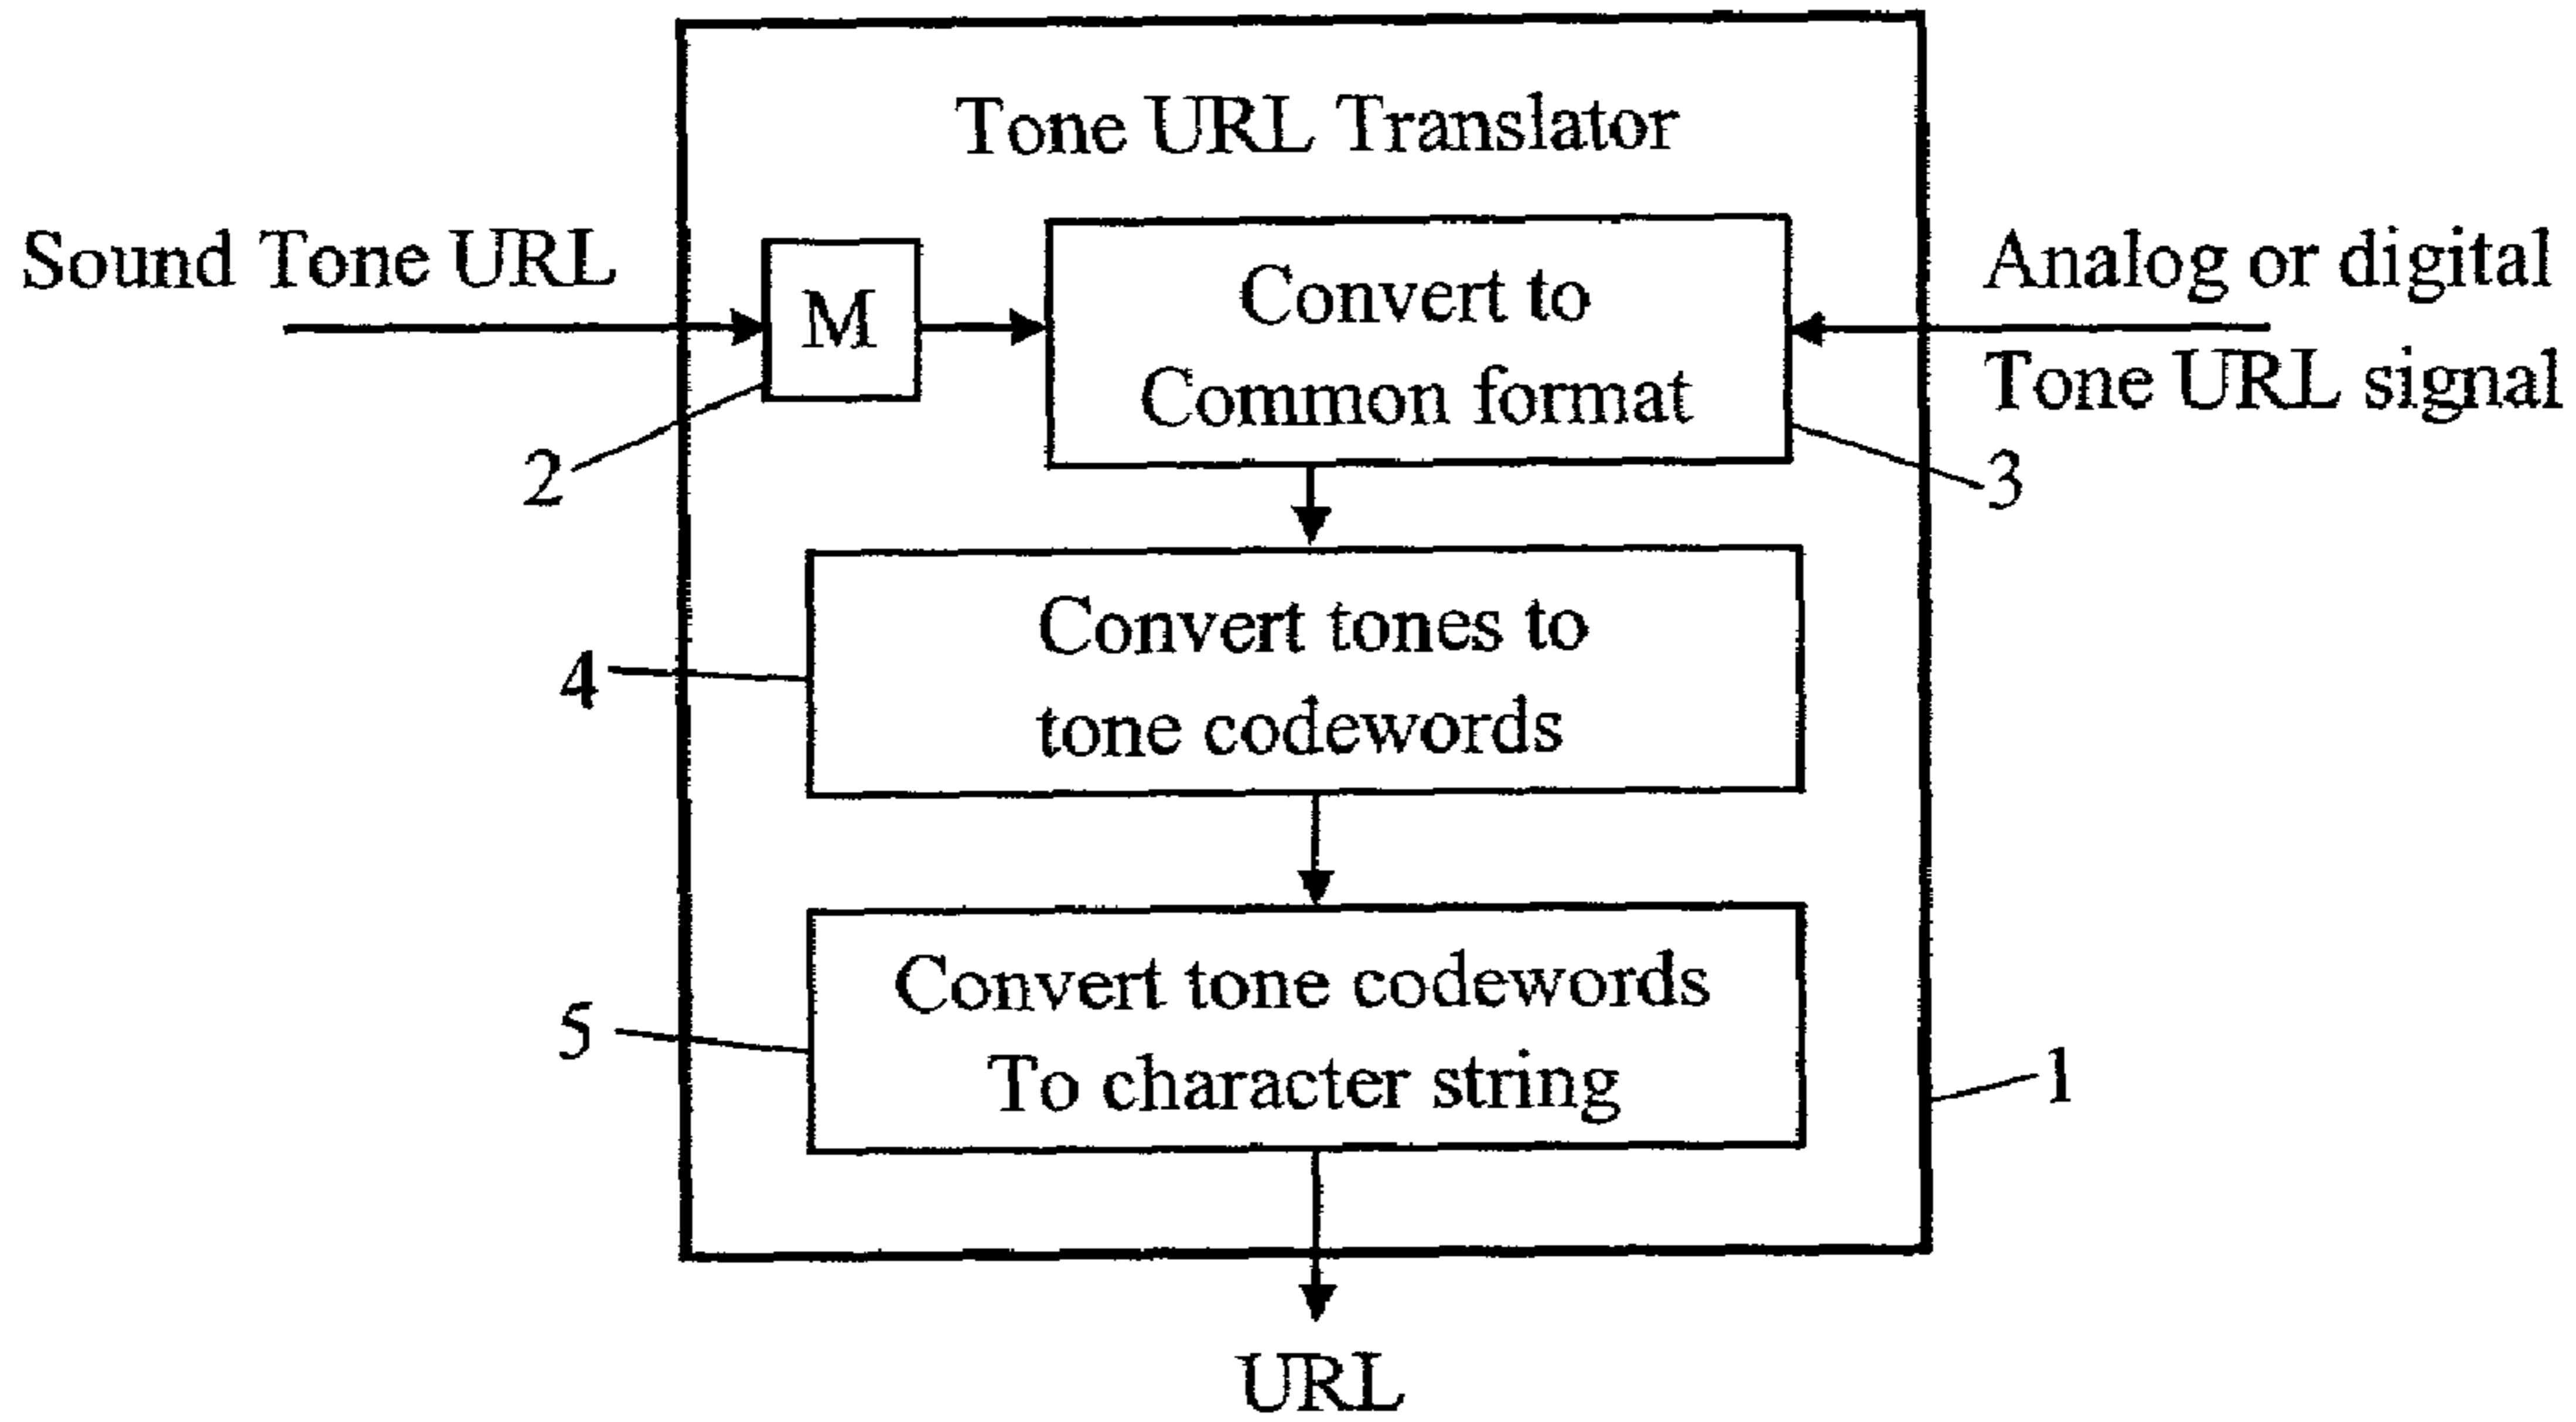 Tone URL Translator
Sound Tone URL
M
Convert to
Common format
Analog or digital
Tone URL signal
2
3
Convert tones to
tone codewords
4
Convert tone codewords
To character string
5
1
URL